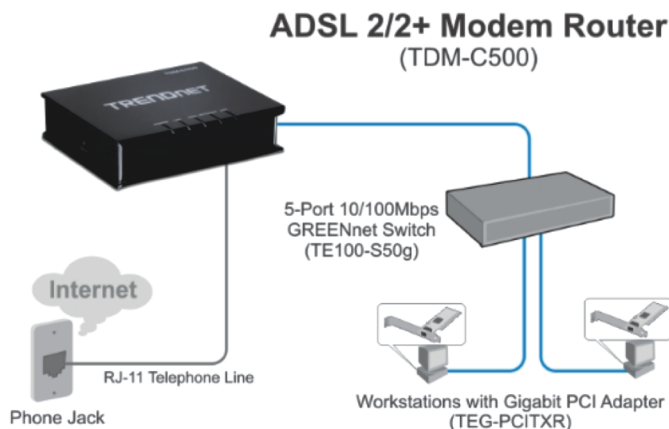 ADSL 2/2+ Modem Router
(TDM-C500)
TRENDNET
5-Port 10/100Mbps
GREENnet Switch
(TE100-S50g)
Internet
RJ-11 Telephone Line
Phone Jack
Workstations with Gigabit PCI Adapter
(TEG-PCITXR)